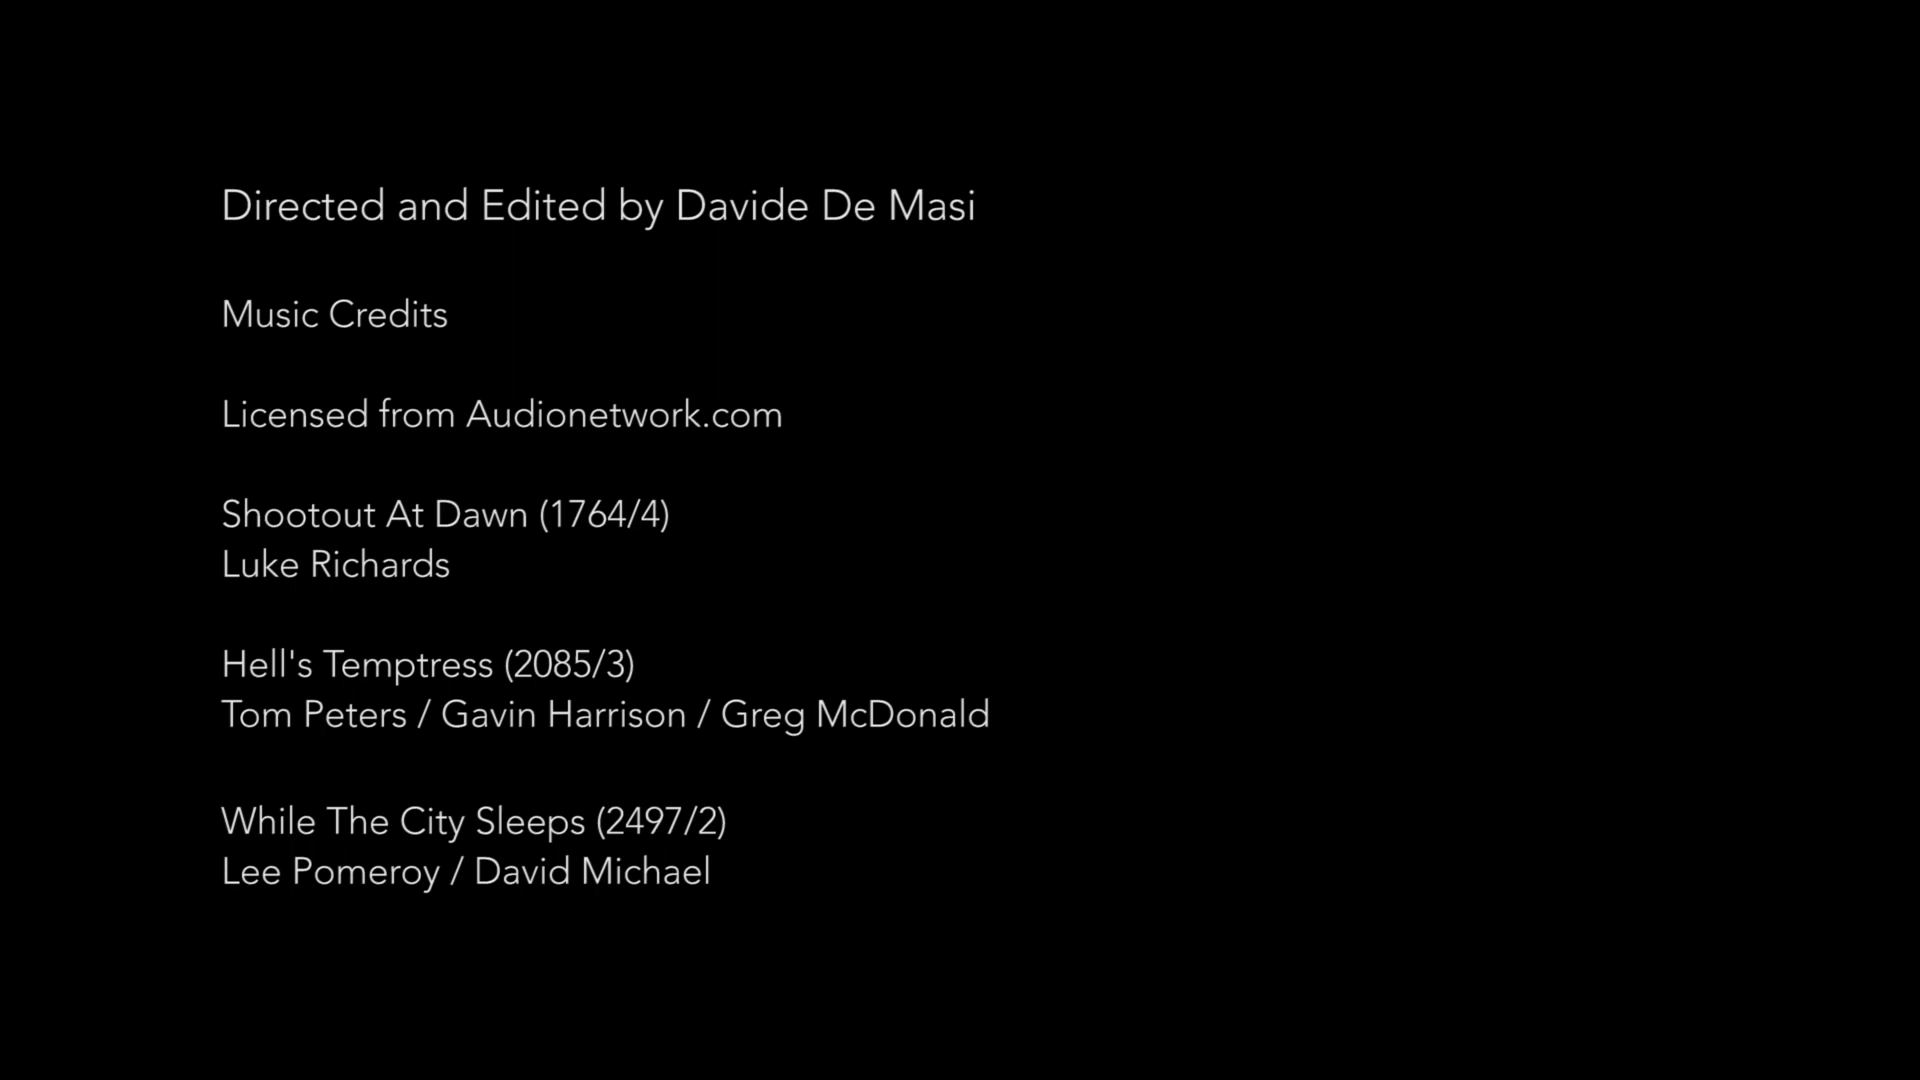 Directed and Edited by Davide De Masi
Music Credits
Licensed from Audionetwork.com
Shootout At Dawn (1764/4)
Luke Richards
Hell's Temptress (2085/3)
Tom Peters / Gavin Harrison / Greg McDonald
While The City Sleeps (2497/2)
Lee Pomeroy / David Michael